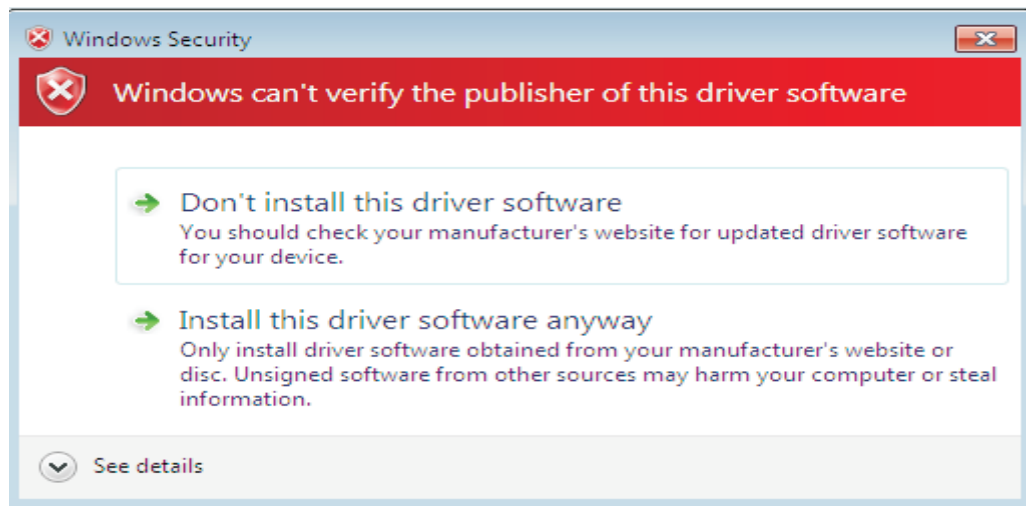 Windows Security
Windows can't verify the publisher of this driver software
Don't install this driver software
You should check your manufacturer's website for updated driver software
for your device.
Install this driver software anyway
Only install driver software obtained from your manufacturer's website or
disc. Unsigned software from other sources may harm your computer or steal
information.
See details